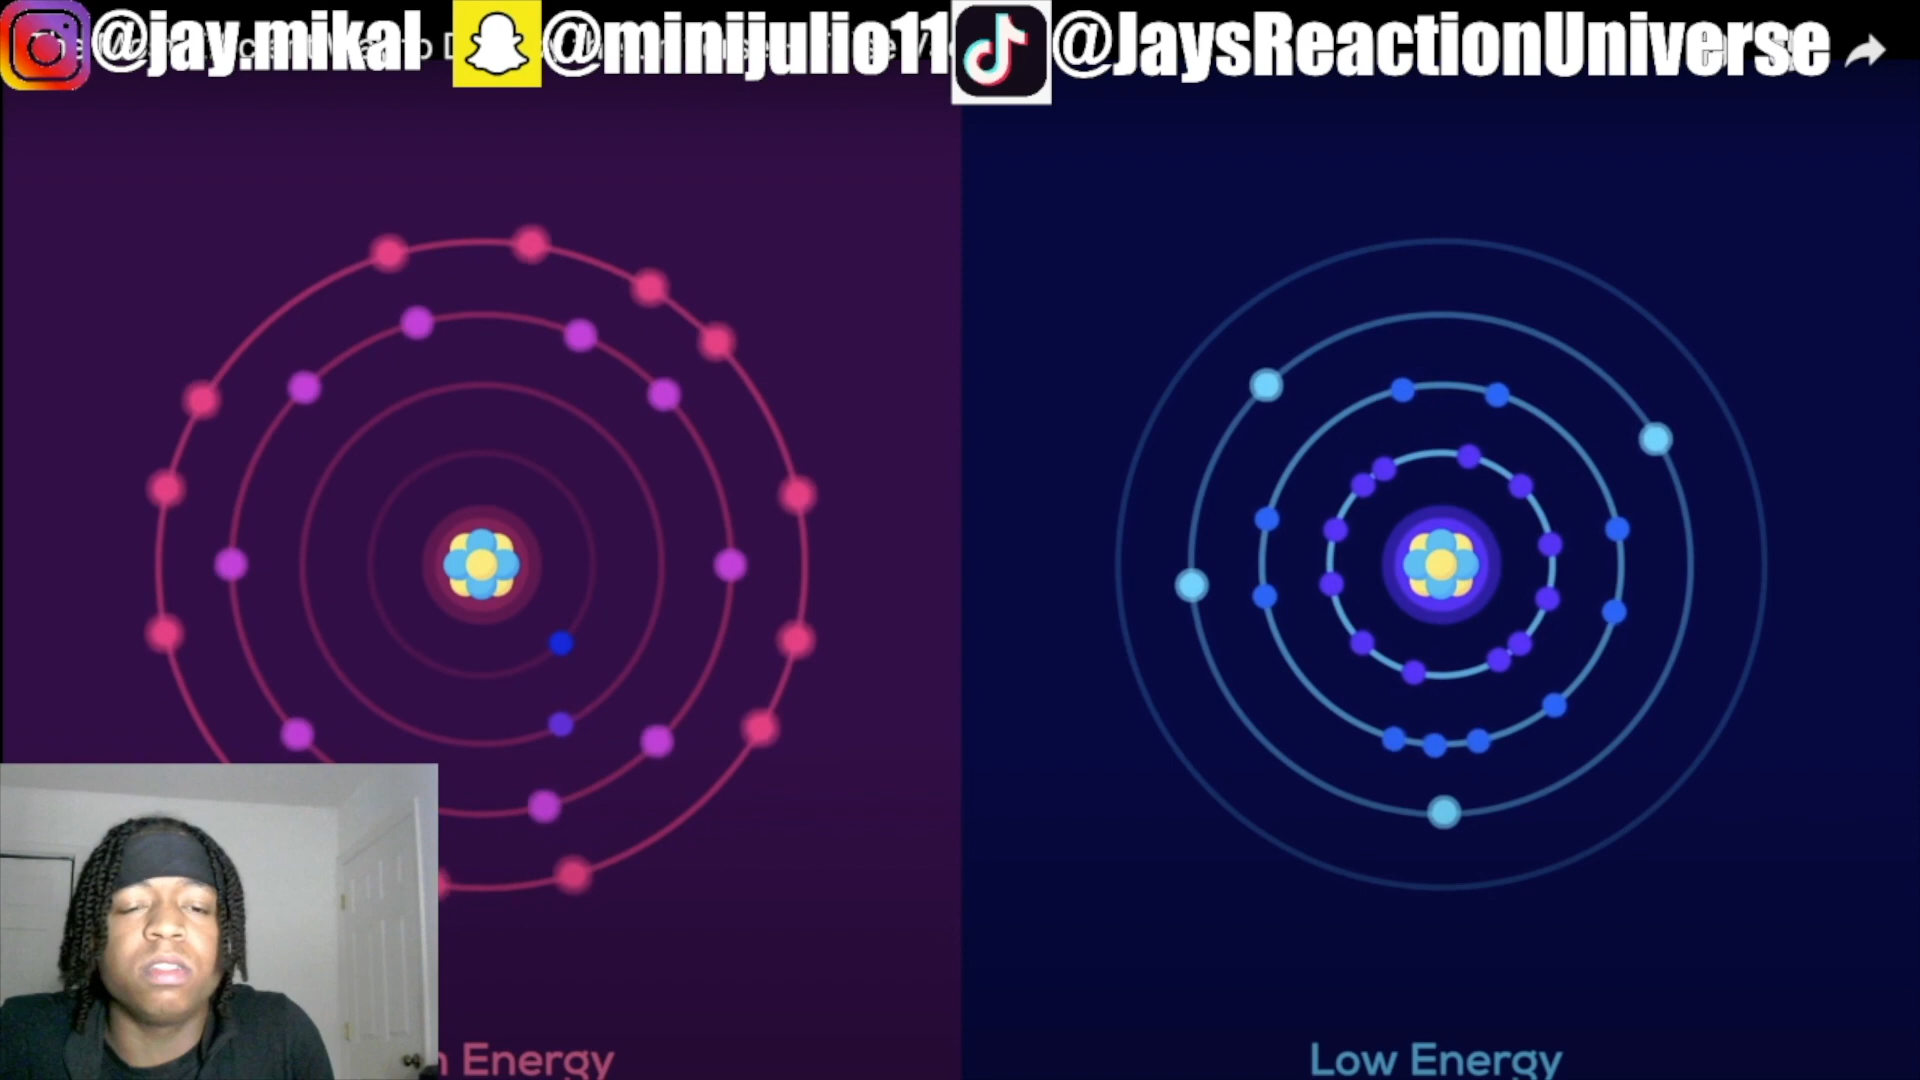 @jay.mikal @minijulio11 @JaysReactionUniverse
Energy Low Energy